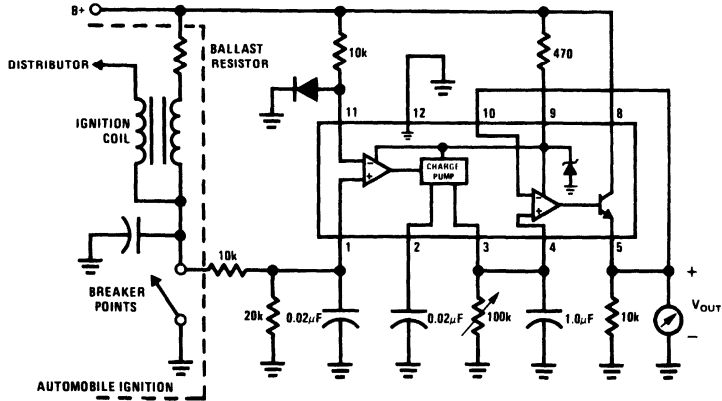 B+
BALLAST
RESISTOR
DISTRIBUTOR
10k
470
IGNITION
COIL
11
12
10
9
8
CHARGE
PUMP
−
+
−
+
1
2
3
4
5
10k
BREAKER
POINTS
20k
0.02μF
0.02μF
100k
1.0μF
10k
+
VOUT
−
AUTOMOBILE IGNITION